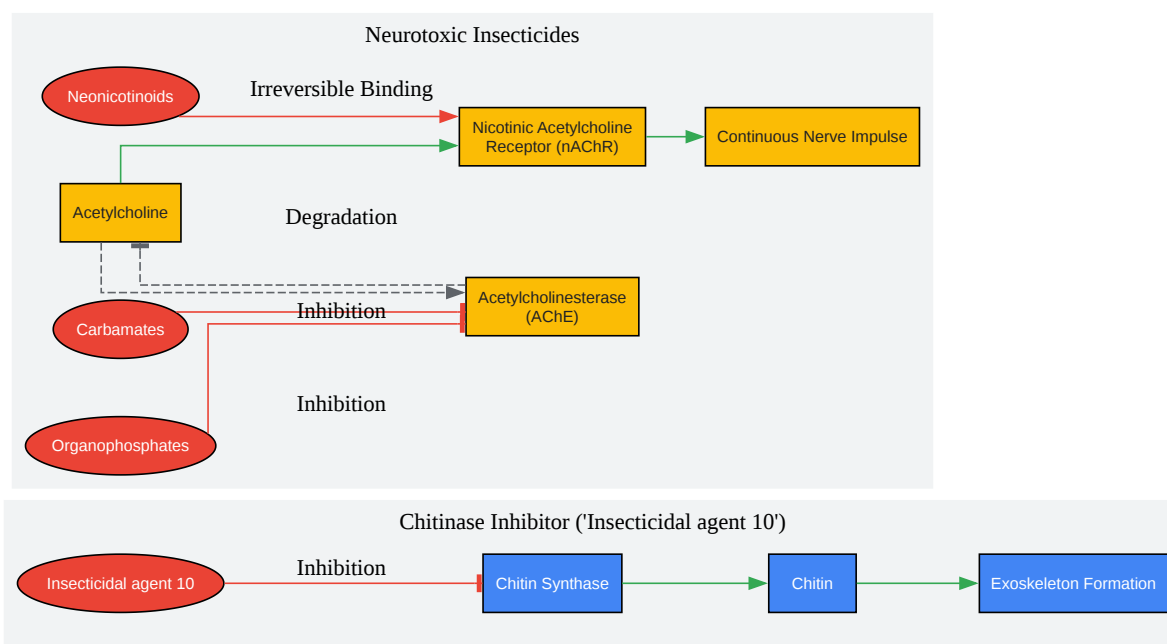 Neurotoxic Insecticides
Neonicotinoids
Irreversible Binding
Nicotinic Acetylcholine
Receptor (nAChR)
Continuous Nerve Impulse
Acetylcholine
Degradation
Acetylcholinesterase
(AChE)
Carbamates
Inhibition
Inhibition
Organophosphates
Chitinase Inhibitor ('Insecticidal agent 10')
Insecticidal agent 10
Inhibition
Chitin Synthase
Chitin
Exoskeleton Formation